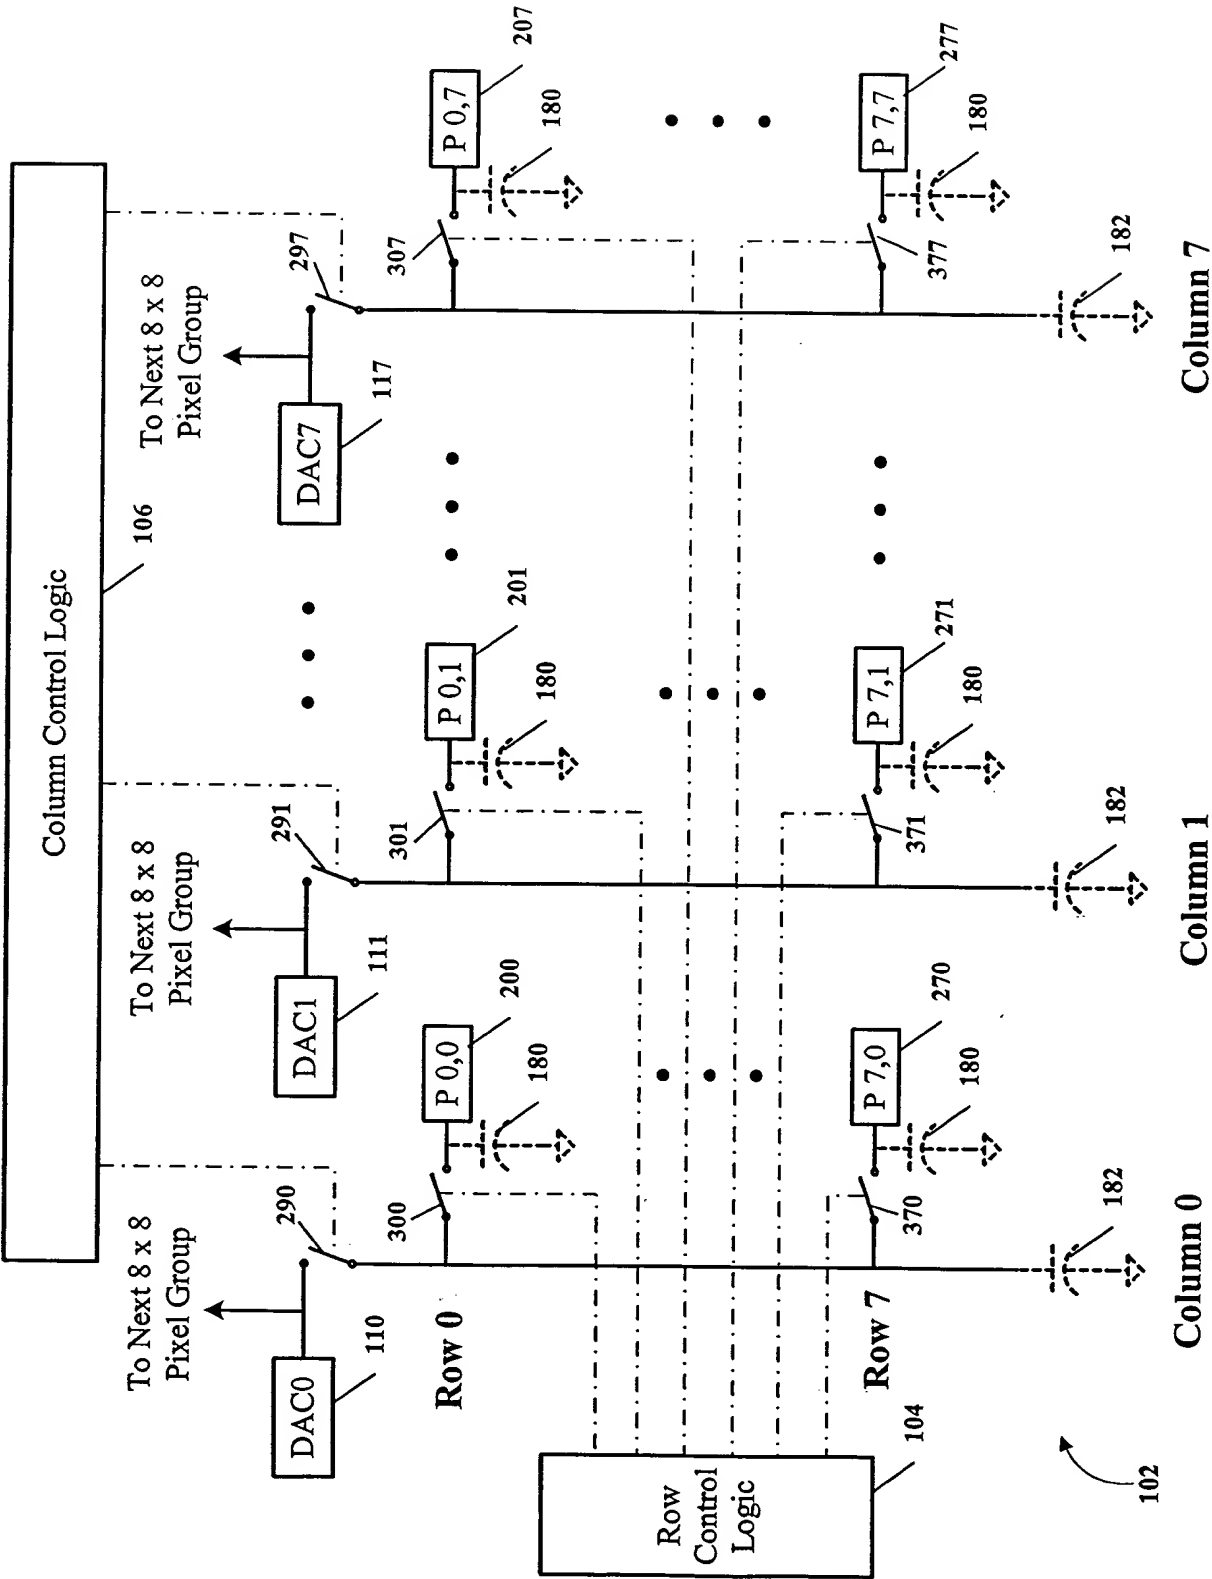 Column Control Logic
106
To Next 8 x 8
Pixel Group
To Next 8 x 8
Pixel Group
To Next 8 x 8
Pixel Group
290
291
297
DAC0
110
DAC1
111
DAC7
117
Row 0
300
P 0,0
200
180
301
P 0,1
201
180
307
P 0,7
207
180
Row
Control
Logic
104
Row 7
370
P 7,0
270
180
371
P 7,1
271
180
377
P 7,7
277
180
182
182
182
102
Column 0
Column 1
Column 7